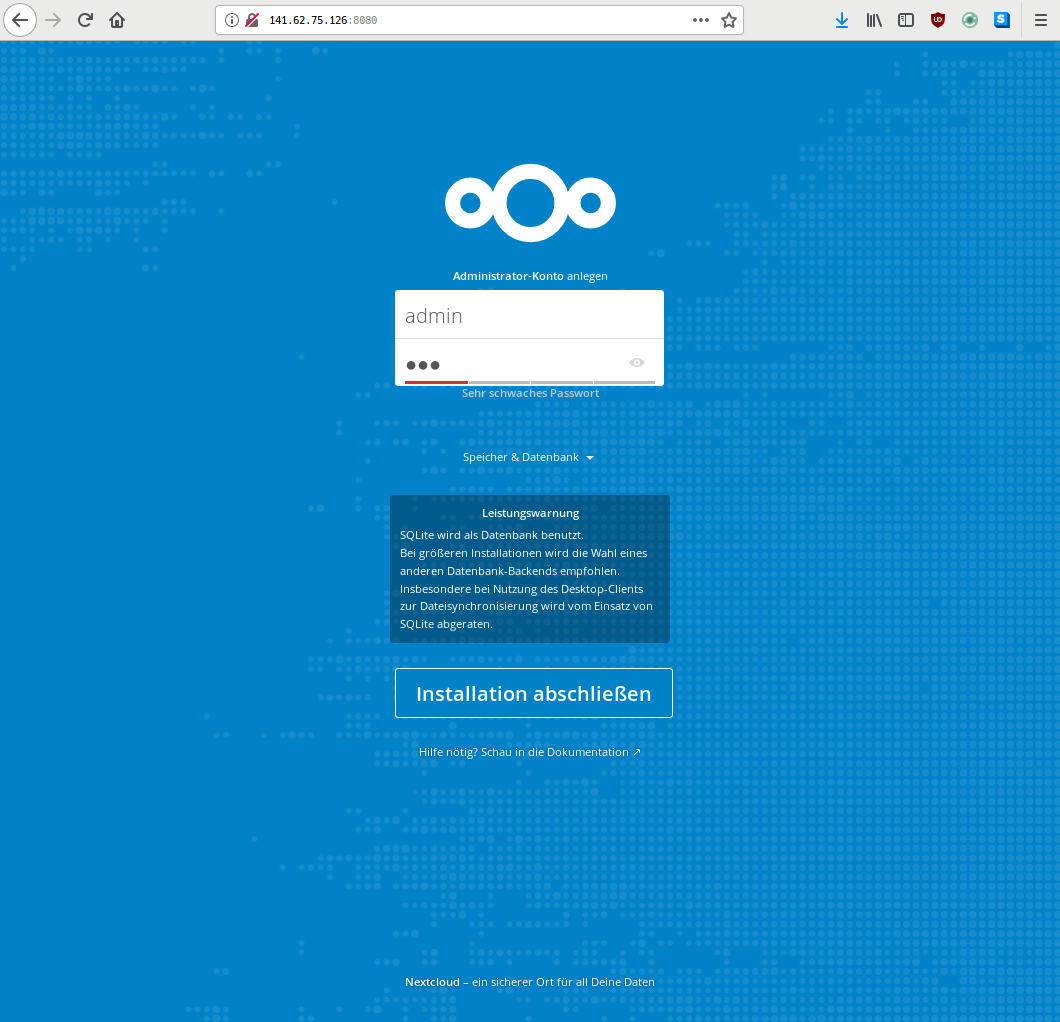 141.62.75.126:8080
Administrator-Konto anlegen
admin
Sehr schwaches Passwort
Speicher & Datenbank
Leistungswarnung
SQLite wird als Datenbank benutzt.
Bei größeren Installationen wird die Wahl eines
anderen Datenbank-Backends empfohlen.
Insbesondere bei Nutzung des Desktop-Clients
zur Dateisynchronisierung wird vom Einsatz von
SQLite abgeraten.
Installation abschließen
Hilfe nötig? Schau in die Dokumentation ↗
Nextcloud – ein sicherer Ort für all Deine Daten